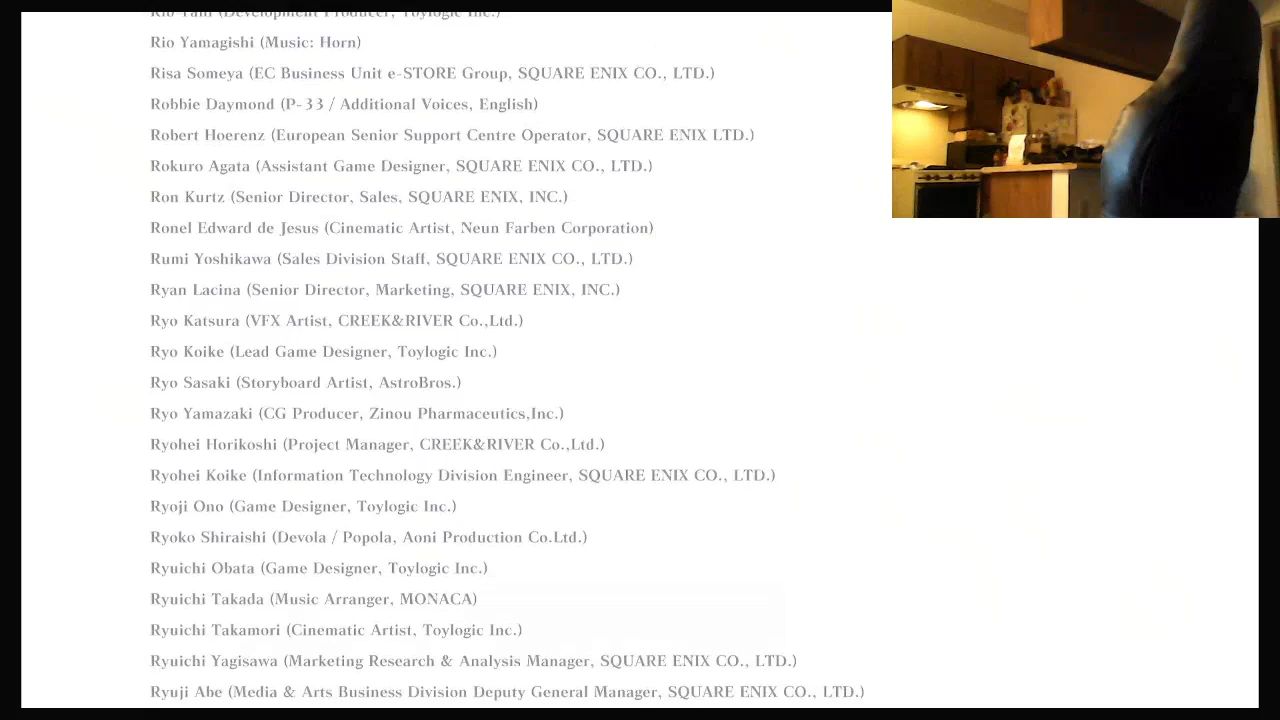 Rio Yamagishi (Music: Horn)
Risa Someya (EC Business Unit e-STORE Group, SQUARE ENIX CO., LTD.)
Robbie Daymond (P-33 / Additional Voices, English)
Robert Hoerenz (European Senior Support Centre Operator, SQUARE ENIX LTD.)
Rokuro Agata (Assistant Game Designer, SQUARE ENIX CO., LTD.)
Ron Kurtz (Senior Director, Sales, SQUARE ENIX, INC.)
Ronel Edward de Jesus (Cinematic Artist, Neun Farben Corporation)
Rumi Yoshikawa (Sales Division Staff, SQUARE ENIX CO., LTD.)
Ryan Lacina (Senior Director, Marketing, SQUARE ENIX, INC.)
Ryo Katsura (VFX Artist, CREEK&RIVER Co.,Ltd.)
Ryo Koike (Lead Game Designer, Toylogic Inc.)
Ryo Sasaki (Storyboard Artist, AstroBros.)
Ryo Yamazaki (CG Producer, Zinou Pharmaceutics,Inc.)
Ryohei Horikoshi (Project Manager, CREEK&RIVER Co.,Ltd.)
Ryohei Koike (Information Technology Division Engineer, SQUARE ENIX CO., LTD.)
Ryoji Ono (Game Designer, Toylogic Inc.)
Ryoko Shiraishi (Devola / Popola, Aoni Production Co.Ltd.)
Ryuichi Obata (Game Designer, Toylogic Inc.)
Ryuichi Takada (Music Arranger, MONACA)
Ryuichi Takamori (Cinematic Artist, Toylogic Inc.)
Ryuichi Yagisawa (Marketing Research & Analysis Manager, SQUARE ENIX CO., LTD.)
Ryuji Abe (Media & Arts Business Division Deputy General Manager, SQUARE ENIX CO., LTD.)